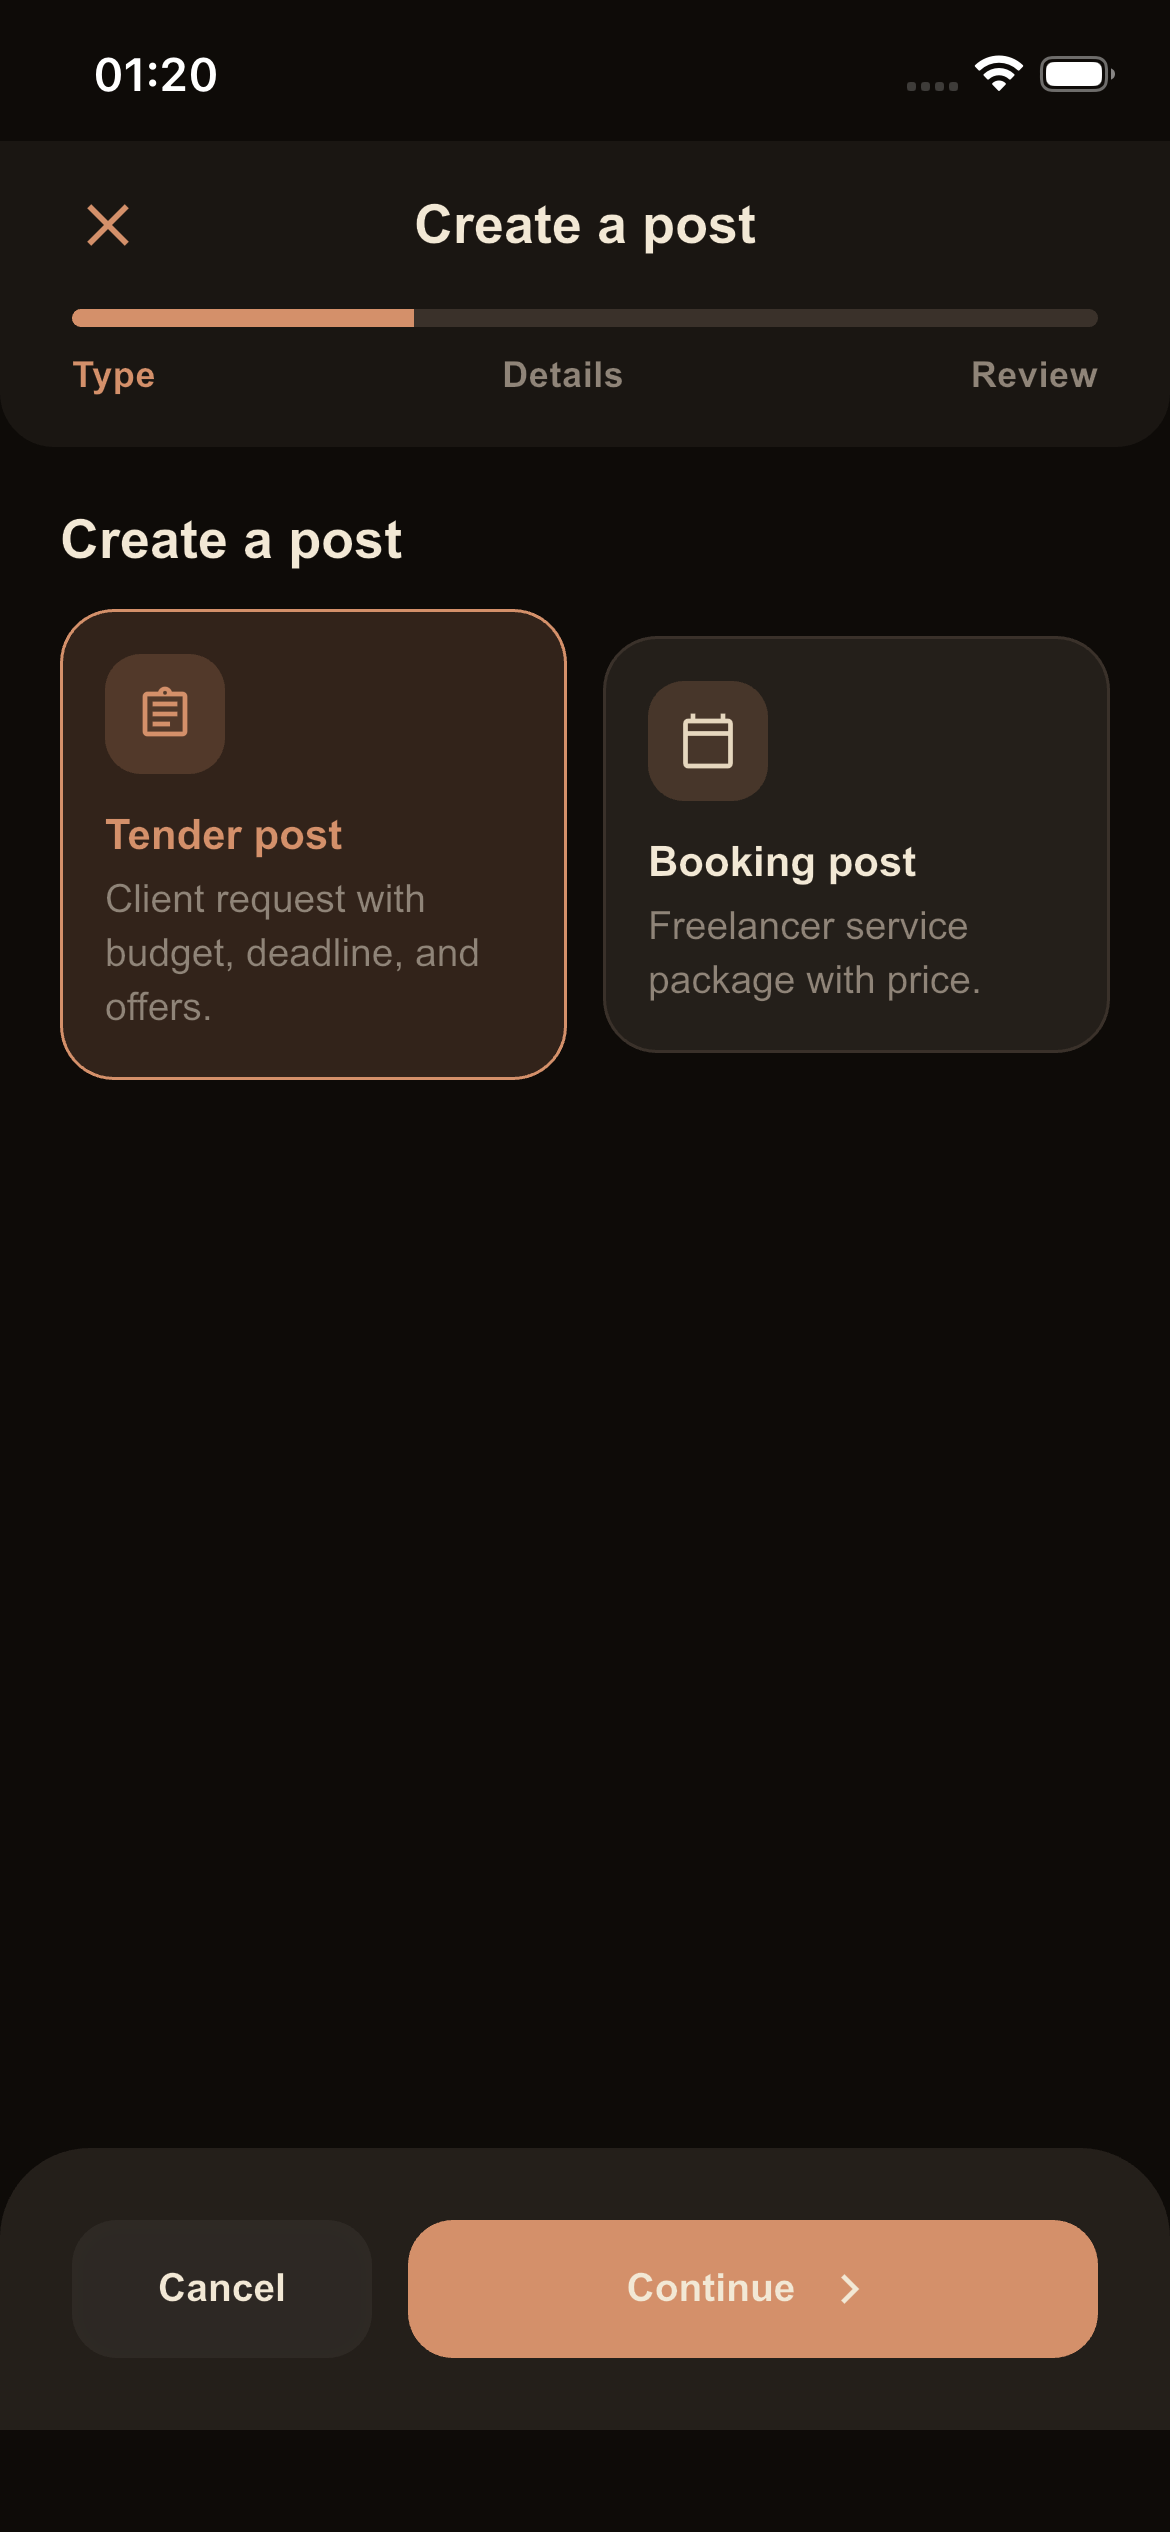 01:20
Create a post
Type
Details
Review
Create a post
Tender post
Client request with
budget, deadline, and
offers.
Booking post
Freelancer service
package with price.
Cancel
Continue